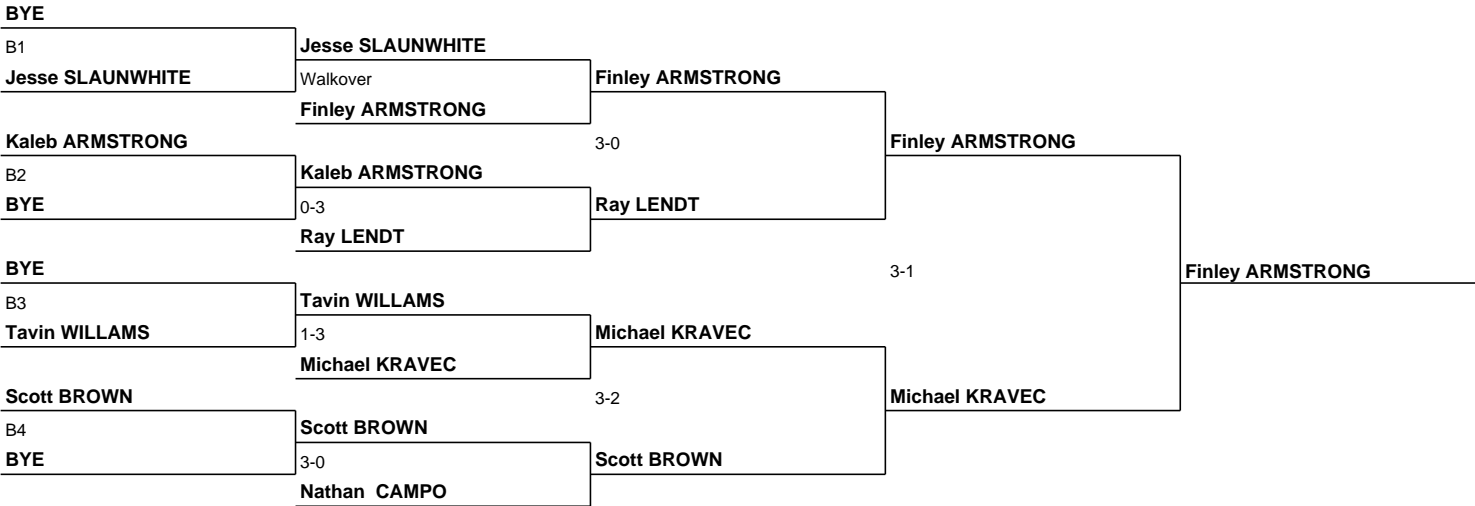 BYE
B1
Jesse SLAUNWHITE
Kaleb ARMSTRONG
B2
BYE
BYE
B3
Tavin WILLAMS
Scott BROWN
B4
BYE
Jesse SLAUNWHITE
Walkover
Finley ARMSTRONG
Kaleb ARMSTRONG
0-3
Ray LENDT
Tavin WILLAMS
1-3
Michael KRAVEC
Scott BROWN
3-0
Nathan CAMPO
Finley ARMSTRONG
3-0
Ray LENDT
Michael KRAVEC
3-2
Scott BROWN
Finley ARMSTRONG
3-1
Michael KRAVEC
Finley ARMSTRONG